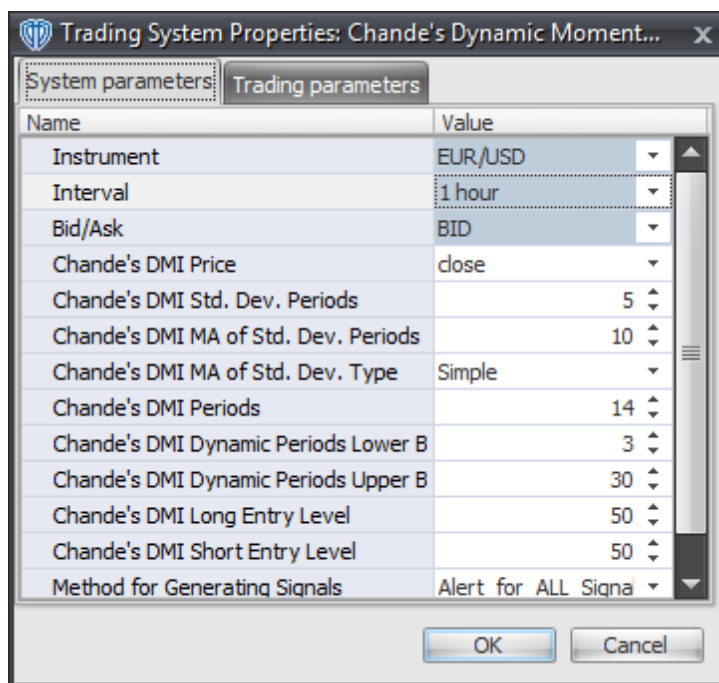 Trading System Properties: Chande's Dynamic Moment...
System parameters Trading parameters
Name Value
Instrument EUR/USD
Interval 1 hour
Bid/Ask BID
Chande's DMI Price close
Chande's DMI Std. Dev. Periods 5
Chande's DMI MA of Std. Dev. Periods 10
Chande's DMI MA of Std. Dev. Type Simple
Chande's DMI Periods 14
Chande's DMI Dynamic Periods Lower B 3
Chande's DMI Dynamic Periods Upper B 30
Chande's DMI Long Entry Level 50
Chande's DMI Short Entry Level 50
Method for Generating Signals Alert for ALL Signal
OK Cancel